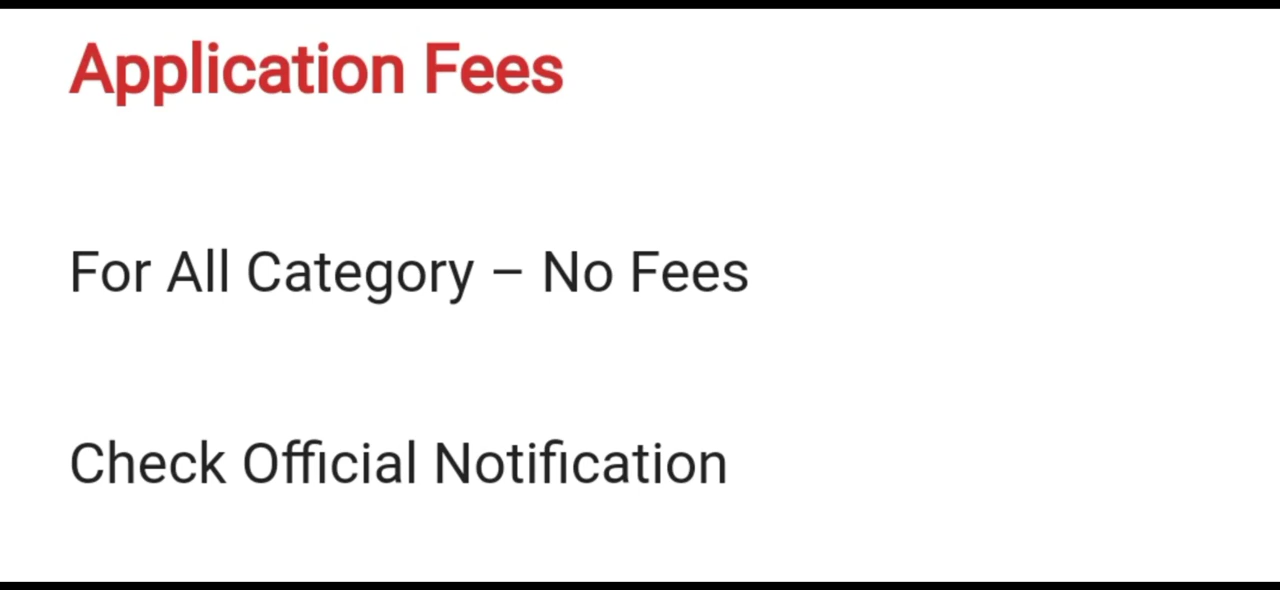 Application Fees
For All Category – No Fees
Check Official Notification